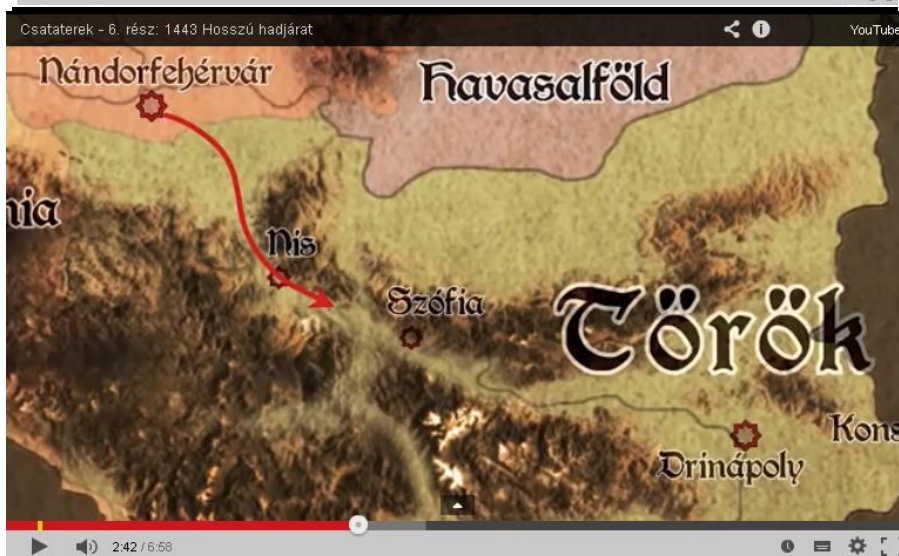 Csataterek - 6. rész: 1443 Hosszú hadjárat
YouTube
Nándorfehérvár
Havasalföld
nia
Nis
Szófia
Török
Kons
Drinápoly
2:42 / 6:58